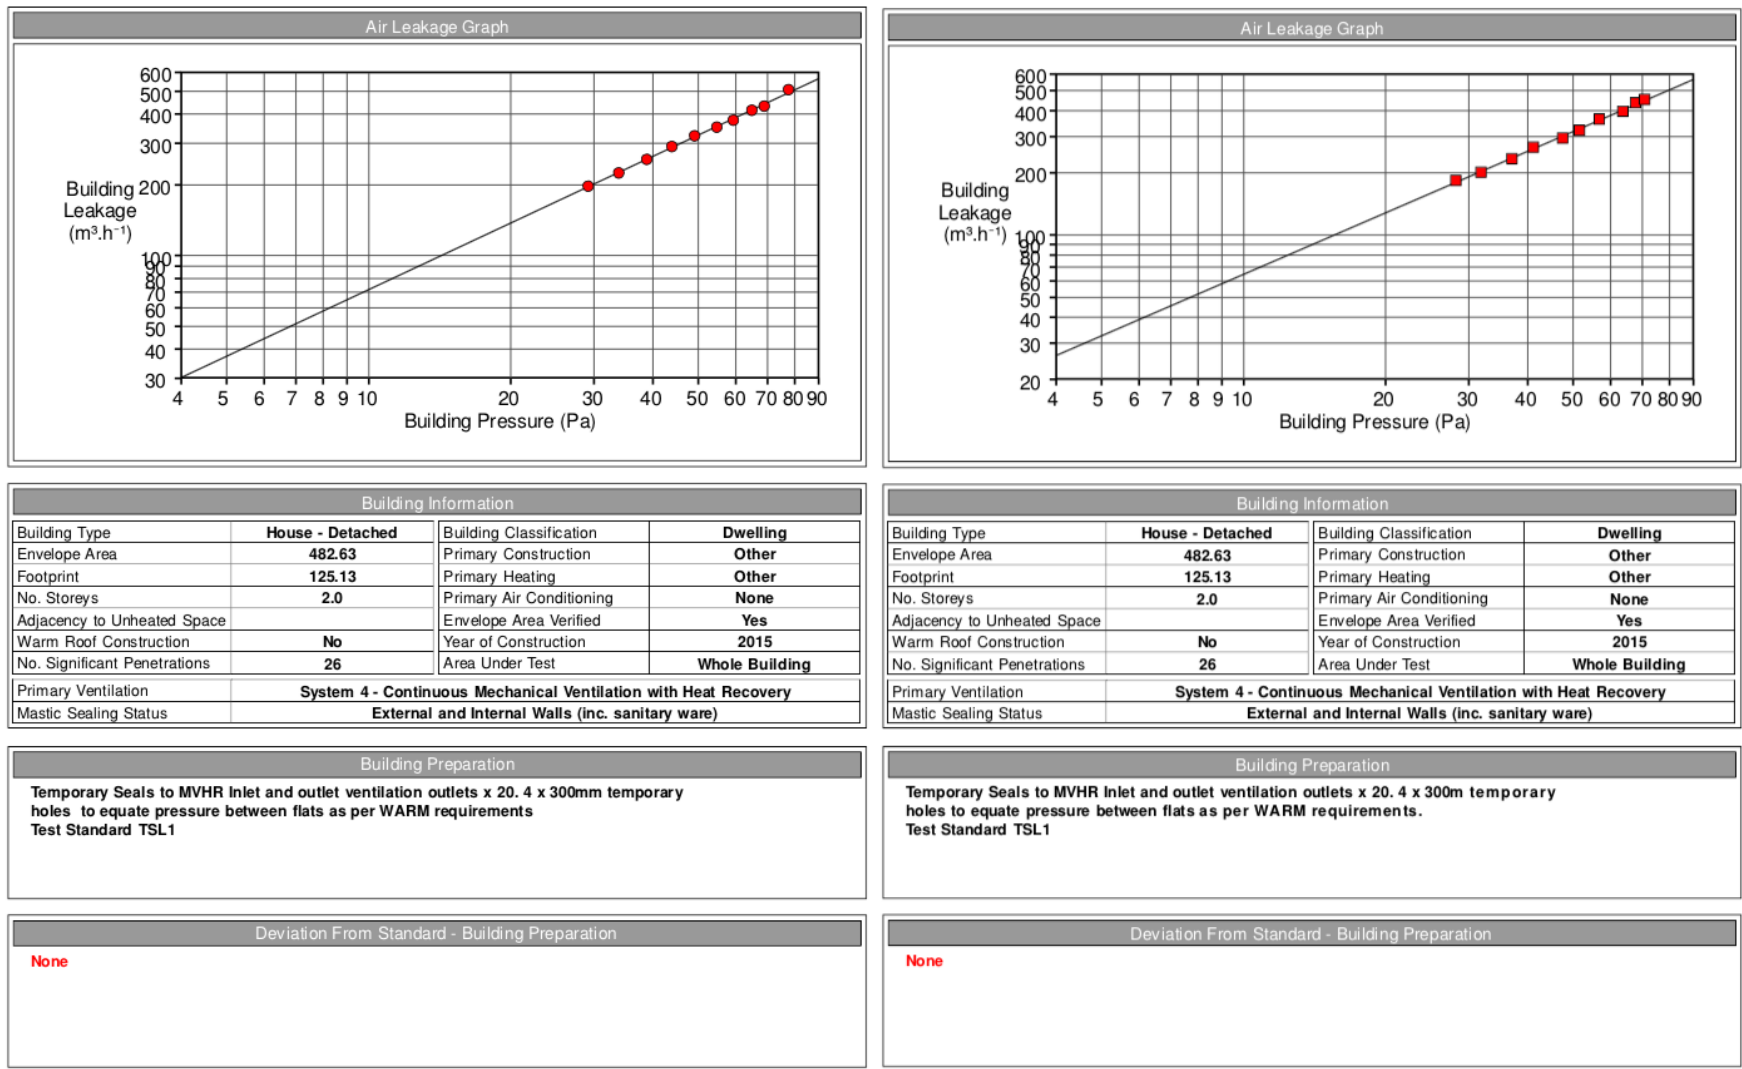 Air Leakage Graph
600
500
400
300
200
100
90
80
70
60
50
40
30
Building
Leakage
(m³.h⁻¹)
4 5 6 7 8 9 10 20 30 40 50 60 70 80 90
Building Pressure (Pa)
Building Information
Building Type House - Detached Building Classification Dwelling
Envelope Area 482.63 Primary Construction Other
Footprint 125.13 Primary Heating Other
No. Storeys 2.0 Primary Air Conditioning None
Adjacency to Unheated Space Envelope Area Verified Yes
Warm Roof Construction No Year of Construction 2015
No. Significant Penetrations 26 Area Under Test Whole Building
Primary Ventilation System 4 - Continuous Mechanical Ventilation with Heat Recovery
Mastic Sealing Status External and Internal Walls (inc. sanitary ware)
Building Preparation
Temporary Seals to MVHR Inlet and outlet ventilation outlets x 20. 4 x 300mm temporary
holes to equate pressure between flats as per WARM requirements
Test Standard TSL1
Deviation From Standard - Building Preparation
None
Air Leakage Graph
600
500
400
300
200
100
90
80
70
60
50
40
30
20
Building
Leakage
(m³.h⁻¹)
4 5 6 7 8 9 10 20 30 40 50 60 70 80 90
Building Pressure (Pa)
Building Information
Building Type House - Detached Building Classification Dwelling
Envelope Area 482.63 Primary Construction Other
Footprint 125.13 Primary Heating Other
No. Storeys 2.0 Primary Air Conditioning None
Adjacency to Unheated Space Envelope Area Verified Yes
Warm Roof Construction No Year of Construction 2015
No. Significant Penetrations 26 Area Under Test Whole Building
Primary Ventilation System 4 - Continuous Mechanical Ventilation with Heat Recovery
Mastic Sealing Status External and Internal Walls (inc. sanitary ware)
Building Preparation
Temporary Seals to MVHR Inlet and outlet ventilation outlets x 20. 4 x 300m temporary
holes to equate pressure between flats as per WARM requirements.
Test Standard TSL1
Deviation From Standard - Building Preparation
None